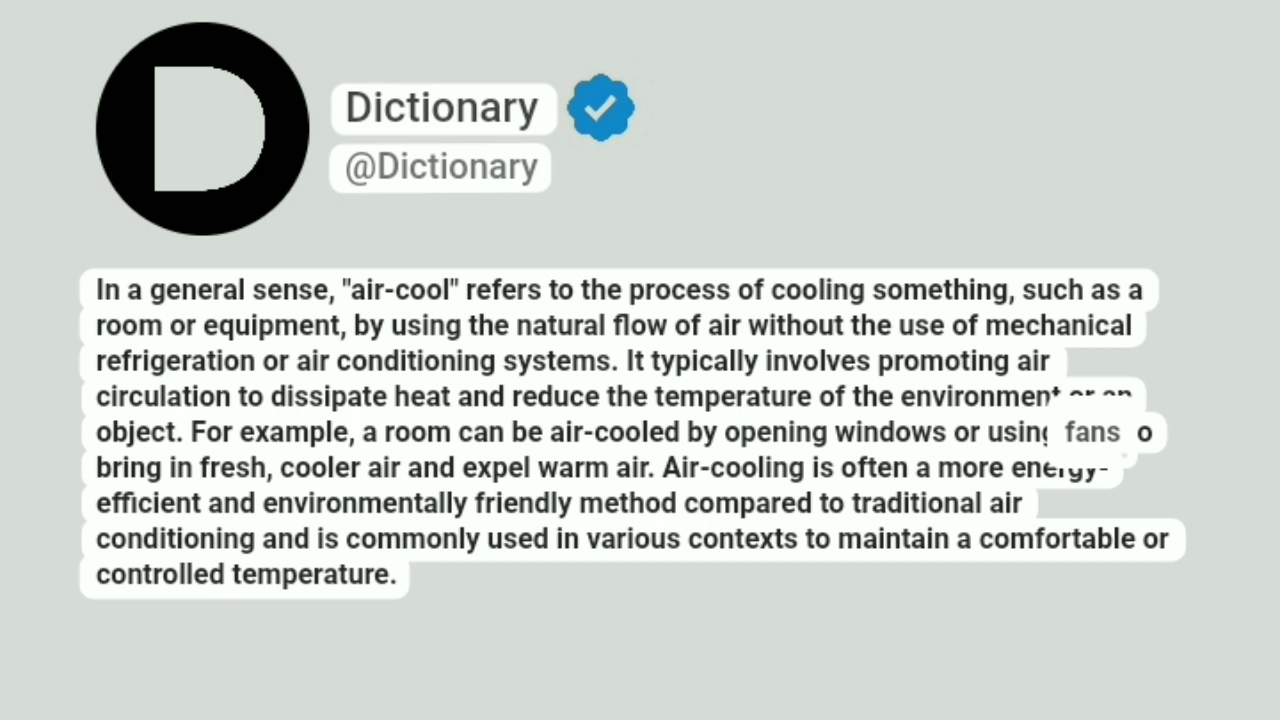 D
Dictionary
@Dictionary
In a general sense, "air-cool" refers to the process of cooling something, such as a
room or equipment, by using the natural flow of air without the use of mechanical
refrigeration or air conditioning systems. It typically involves promoting air
circulation to dissipate heat and reduce the temperature of the environment or an
object. For example, a room can be air-cooled by opening windows or using fans o
bring in fresh, cooler air and expel warm air. Air-cooling is often a more energy-
efficient and environmentally friendly method compared to traditional air
conditioning and is commonly used in various contexts to maintain a comfortable or
controlled temperature.